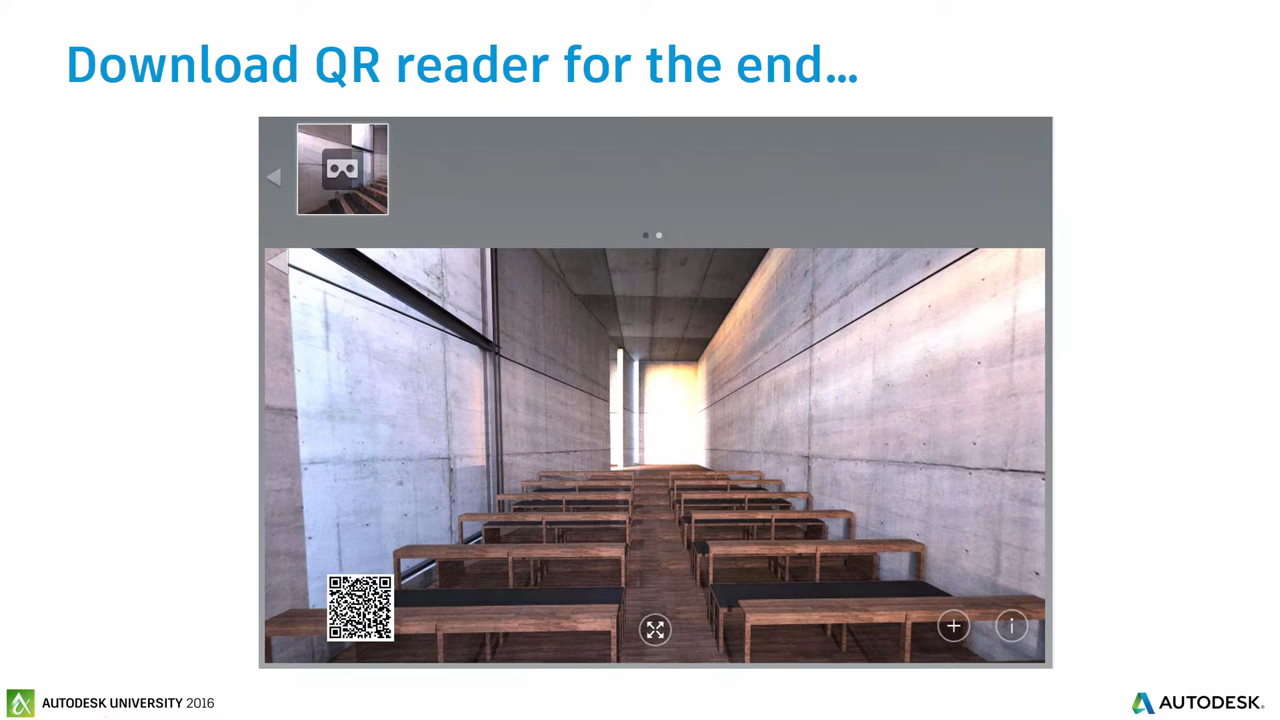 Download QR reader for the end...
AUTODESK UNIVERSITY 2016
AUTODESK.